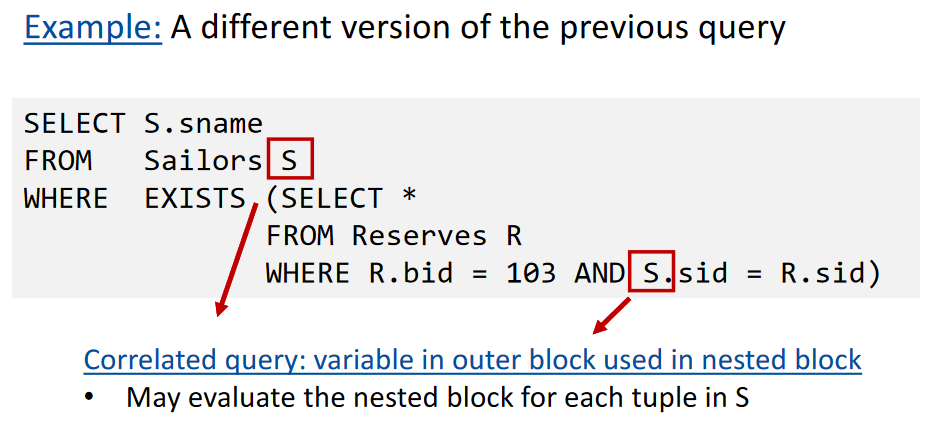 Example: A different version of the previous query
SELECT S.sname
FROM Sailors S
WHERE EXISTS (SELECT *
FROM Reserves R
WHERE R.bid = 103 AND S.sid = R.sid)
Correlated query: variable in outer block used in nested block
• May evaluate the nested block for each tuple in S